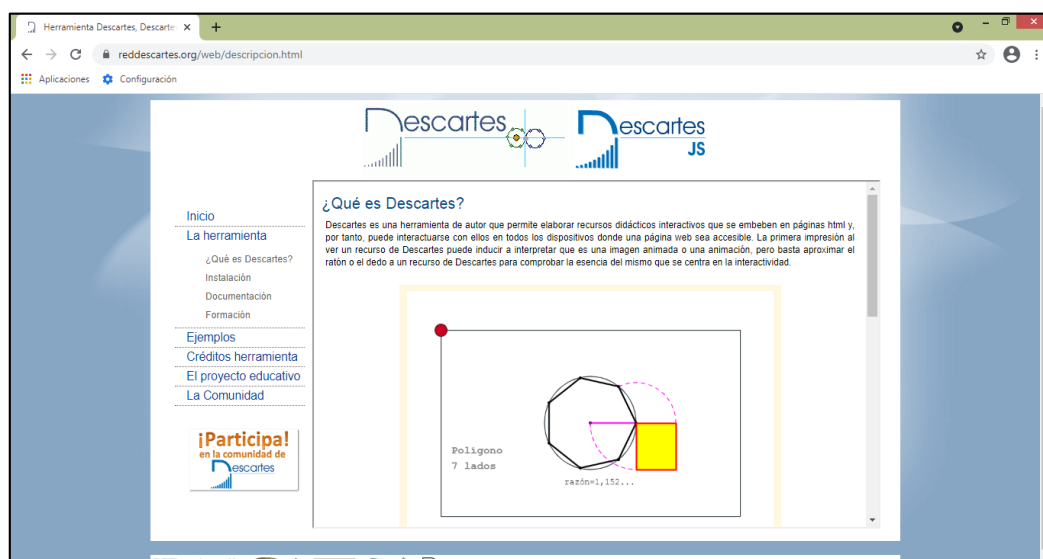 Herramienta Descartes, Descarte
reddescartes.org/web/descripcion.html
Aplicaciones Configuración
Descartes Descartes JS
Inicio
La herramienta
¿Qué es Descartes?
Instalación
Documentación
Formación
Ejemplos
Créditos herramienta
El proyecto educativo
La Comunidad
¡Participa!
en la comunidad de
Descartes
¿Qué es Descartes?
Descartes es una herramienta de autor que permite elaborar recursos didácticos interactivos que se embeben en páginas html y,
por tanto, puede interactuarse con ellos en todos los dispositivos donde una página web sea accesible. La primera impresión al
ver un recurso de Descartes puede inducir a interpretar que es una imagen animada o una animación, pero basta aproximar el
ratón o el dedo a un recurso de Descartes para comprobar la esencia del mismo que se centra en la interactividad.
Polígono
7 lados
razón=1,152...